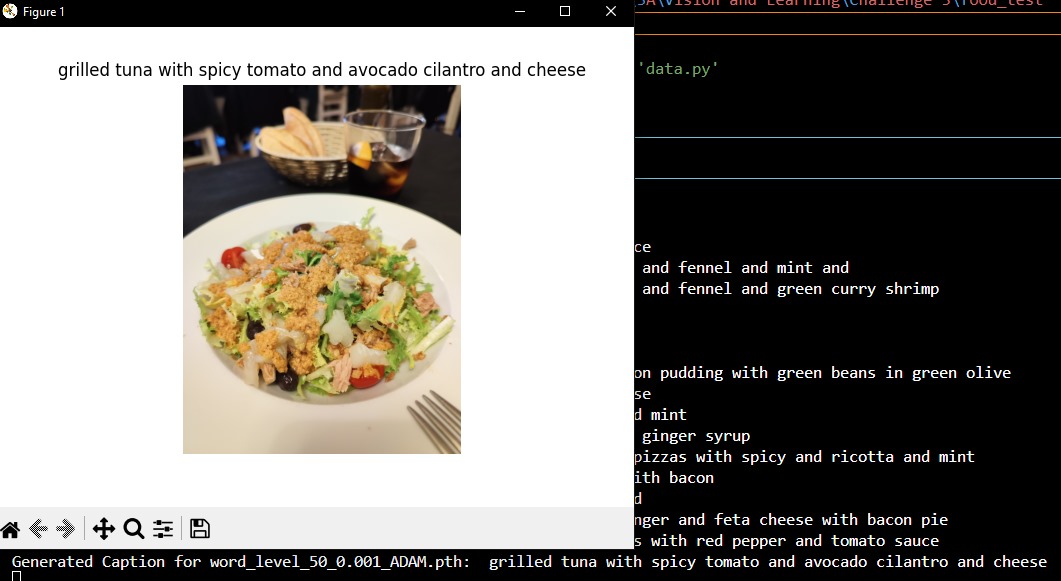 Figure 1
grilled tuna with spicy tomato and avocado cilantro and cheese
A\Vision and Learning\Challenge 3\food_test
'data.py'
ce
and fennel and mint and
and fennel and green curry shrimp
on pudding with green beans in green olive
se
d mint
ginger syrup
pizzas with spicy and ricotta and mint
ith bacon
d
nger and feta cheese with bacon pie
s with red pepper and tomato sauce
Generated Caption for word_level_50_0.001_ADAM.pth: grilled tuna with spicy tomato and avocado cilantro and cheese